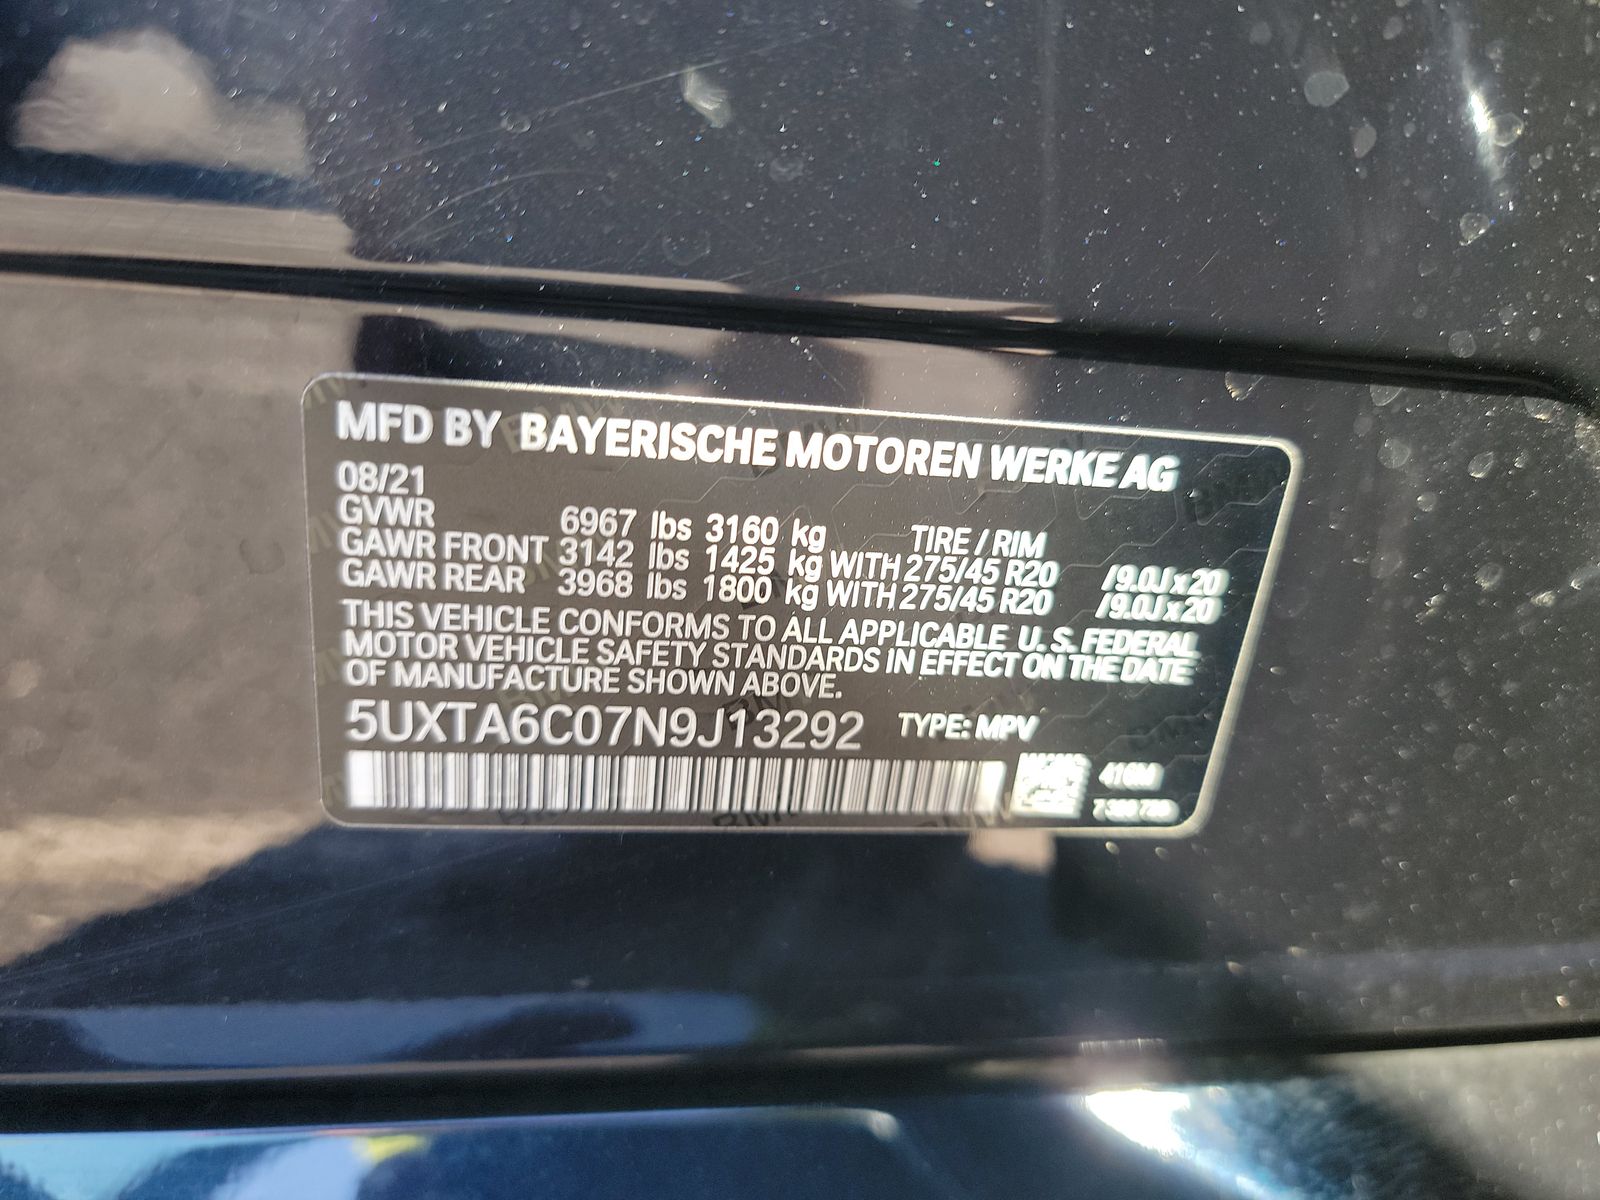 MFD BY BAYERISCHE MOTOREN WERKE AG
08/21
GVWR 6967 lbs 3160 kg TIRE / RIM
GAWR FRONT 3142 lbs 1425 kg WITH 275/45 R20 / 9.0J x 20
GAWR REAR 3968 lbs 1800 kg WITH 275/45 R20 / 9.0J x 20
THIS VEHICLE CONFORMS TO ALL APPLICABLE U. S. FEDERAL
MOTOR VEHICLE SAFETY STANDARDS IN EFFECT ON THE DATE
OF MANUFACTURE SHOWN ABOVE.
5UXTA6C07N9J13292 TYPE: MPV